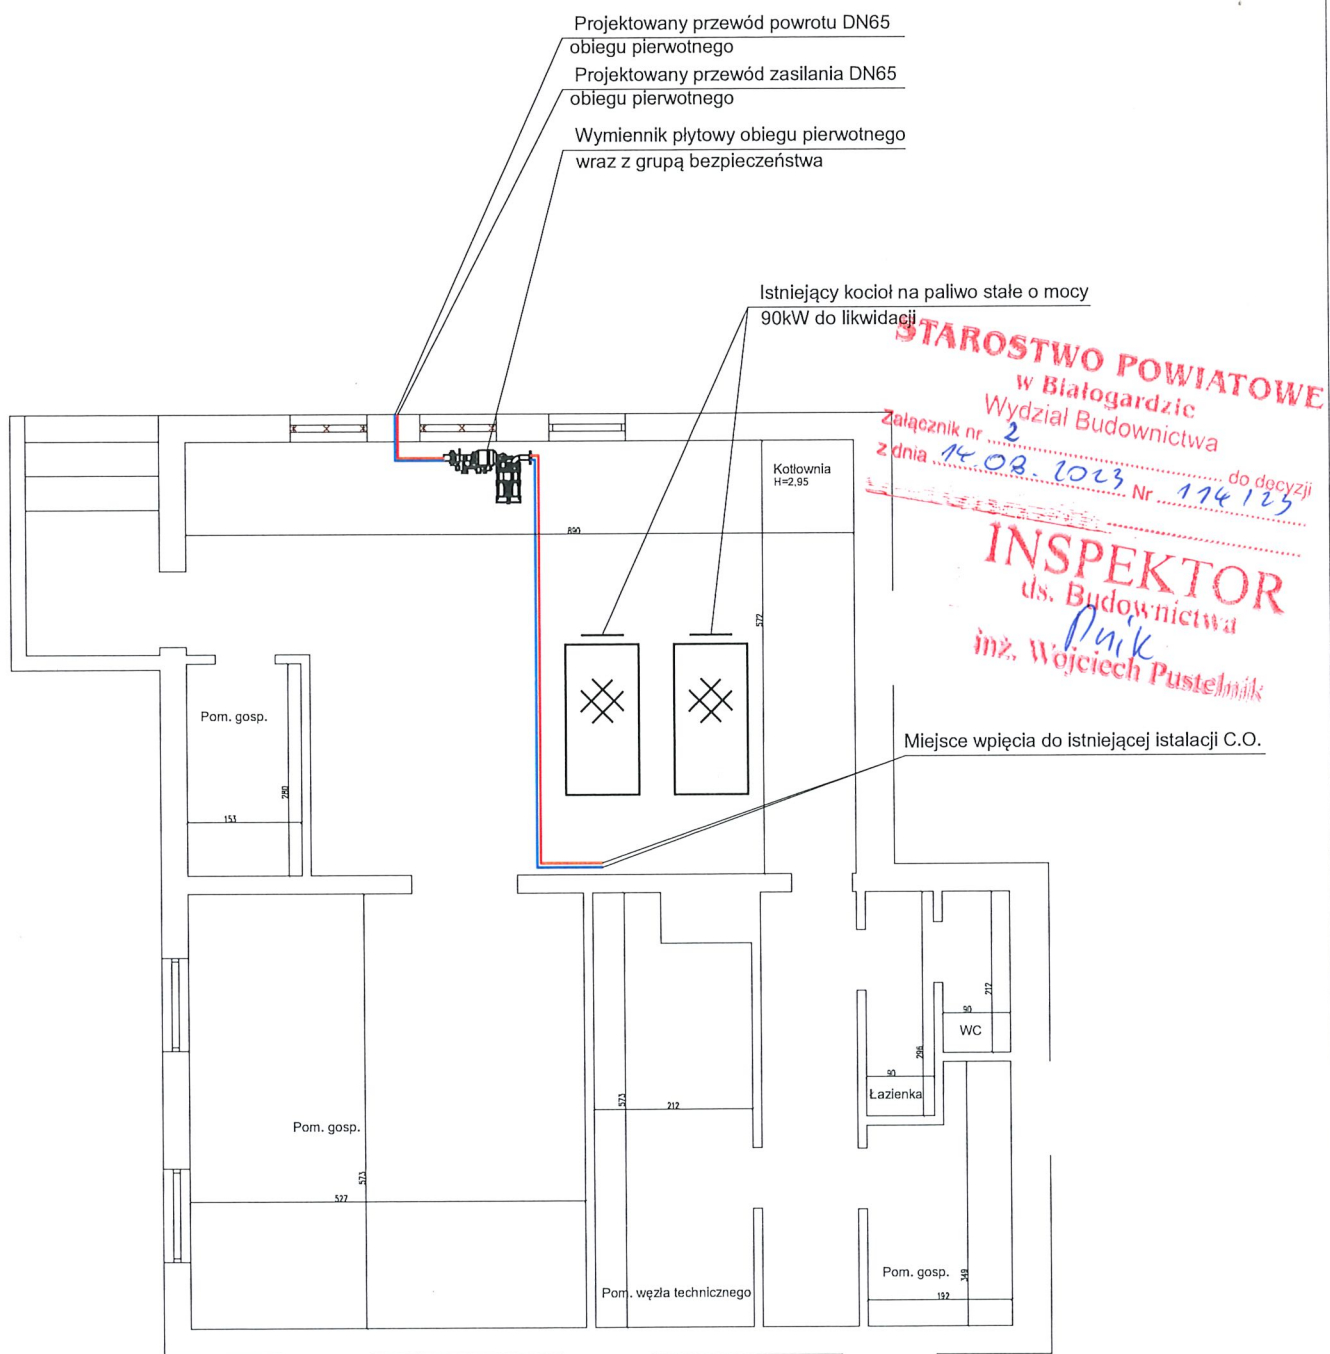 Projektowany przewód powrotu DN65
obiegu pierwotnego
Projektowany przewód zasilania DN65
obiegu pierwotnego
Wymiennik płytowy obiegu pierwotnego
wraz z grupą bezpieczeństwa
Istniejący kocioł na paliwo stałe o mocy
90kW do likwidacji
STAROSTWO POWIATOWE
w Białogardzie
Wydział Budownictwa
Załącznik nr 2
do decyzji
z dnia 14.08.2023 Nr 114/23
INSPEKTOR
ds. Budownictwa
inż. Wojciech Pustelnik
Kotłownia
H=2,95
890
572
Pom. gosp.
280
153
Miejsce wpięcia do istniejącej istalacji C.O.
212
90
WC
296
90
Łazienka
573
212
Pom. gosp.
573
527
Pom. węzła technicznego
Pom. gosp.
349
192